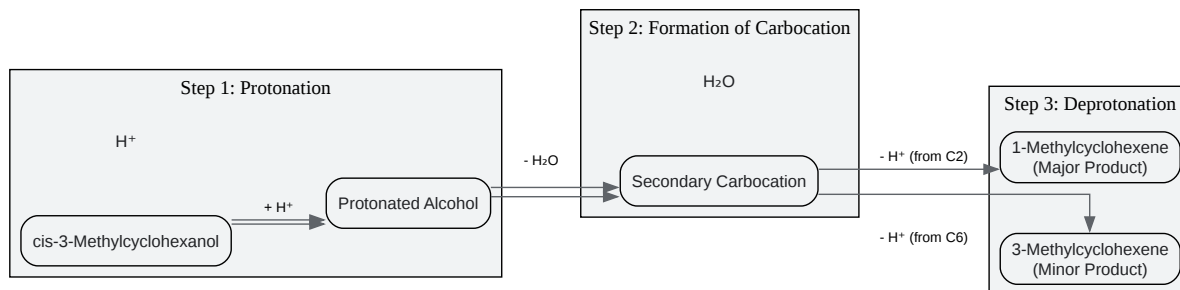 Step 1: Protonation
H⁺
cis-3-Methylcyclohexanol
+ H⁺
Protonated Alcohol
- H₂O
Step 2: Formation of Carbocation
H₂O
Secondary Carbocation
- H⁺ (from C2)
- H⁺ (from C6)
Step 3: Deprotonation
1-Methylcyclohexene
(Major Product)
3-Methylcyclohexene
(Minor Product)